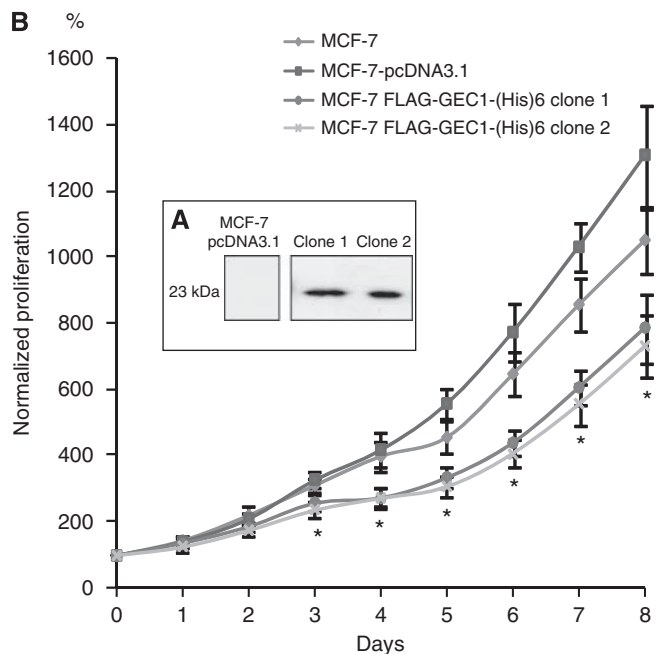 B
%
MCF-7
MCF-7-pcDNA3.1
MCF-7 FLAG-GEC1-(His)6 clone 1
MCF-7 FLAG-GEC1-(His)6 clone 2
Normalized proliferation
1600
1400
1200
1000
800
600
400
200
0
A
MCF-7
pcDNA3.1 Clone 1 Clone 2
23 kDa
* * * * * *
0 1 2 3 4 5 6 7 8
Days